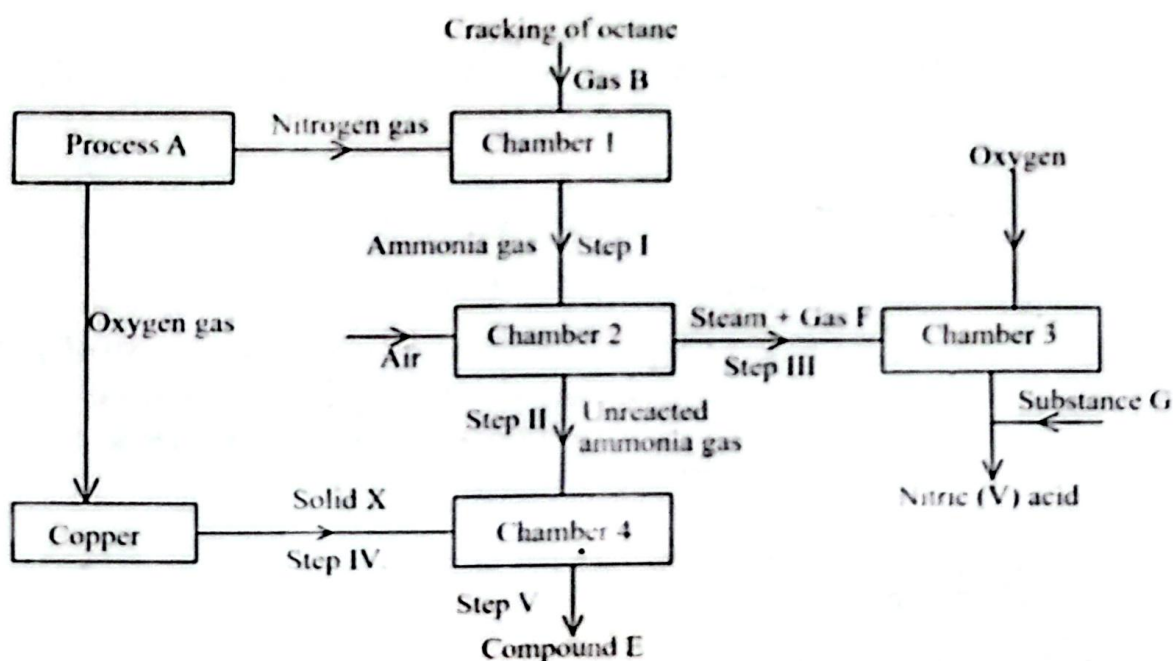 Cracking of octane
Gas B
Process A
Nitrogen gas
Chamber 1
Oxygen
Ammonia gas
Step I
Oxygen gas
Air
Chamber 2
Steam + Gas F
Step III
Chamber 3
Step II
Unreacted
ammonia gas
Substance G
Nitric (V) acid
Copper
Solid X
Step IV.
Chamber 4
Step V
Compound E